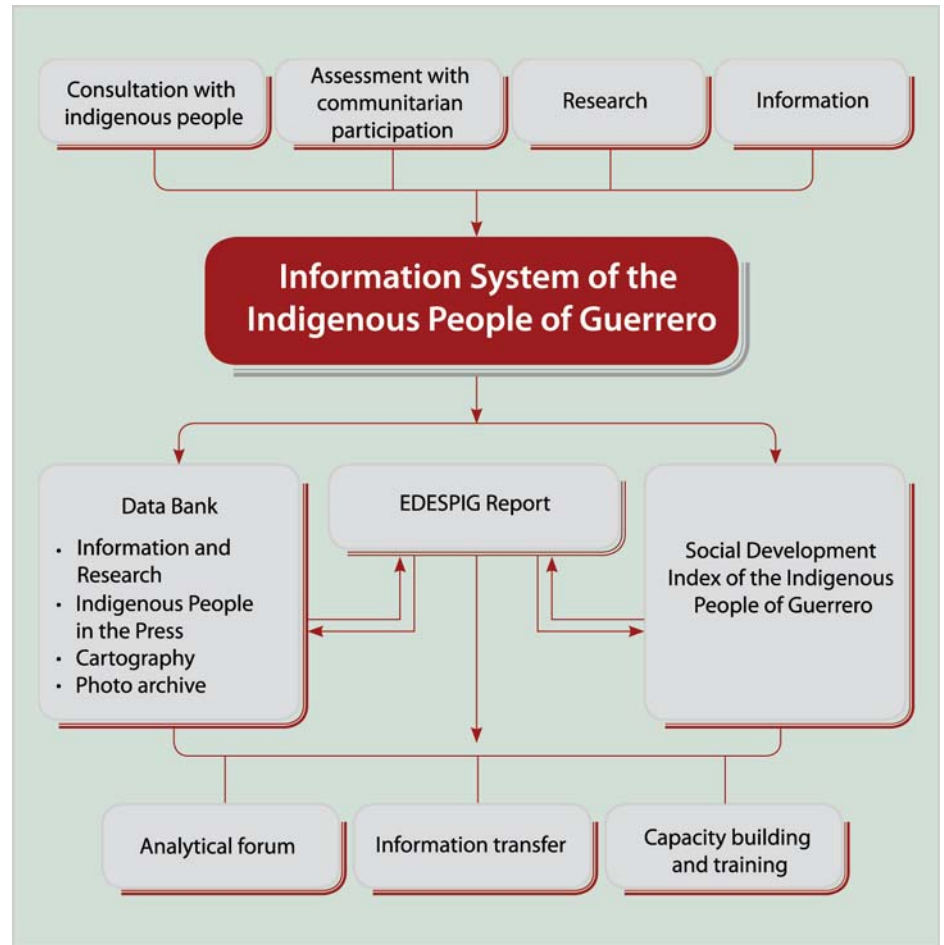 Consultation with
indigenous people
Assessment with
communitarian
participation
Research
Information
Information System of the
Indigenous People of Guerrero
Data Bank
• Information and
Research
• Indigenous People
in the Press
• Cartography
• Photo archive
EDESPIG Report
Social Development
Index of the Indigenous
People of Guerrero
Analytical forum
Information transfer
Capacity building
and training